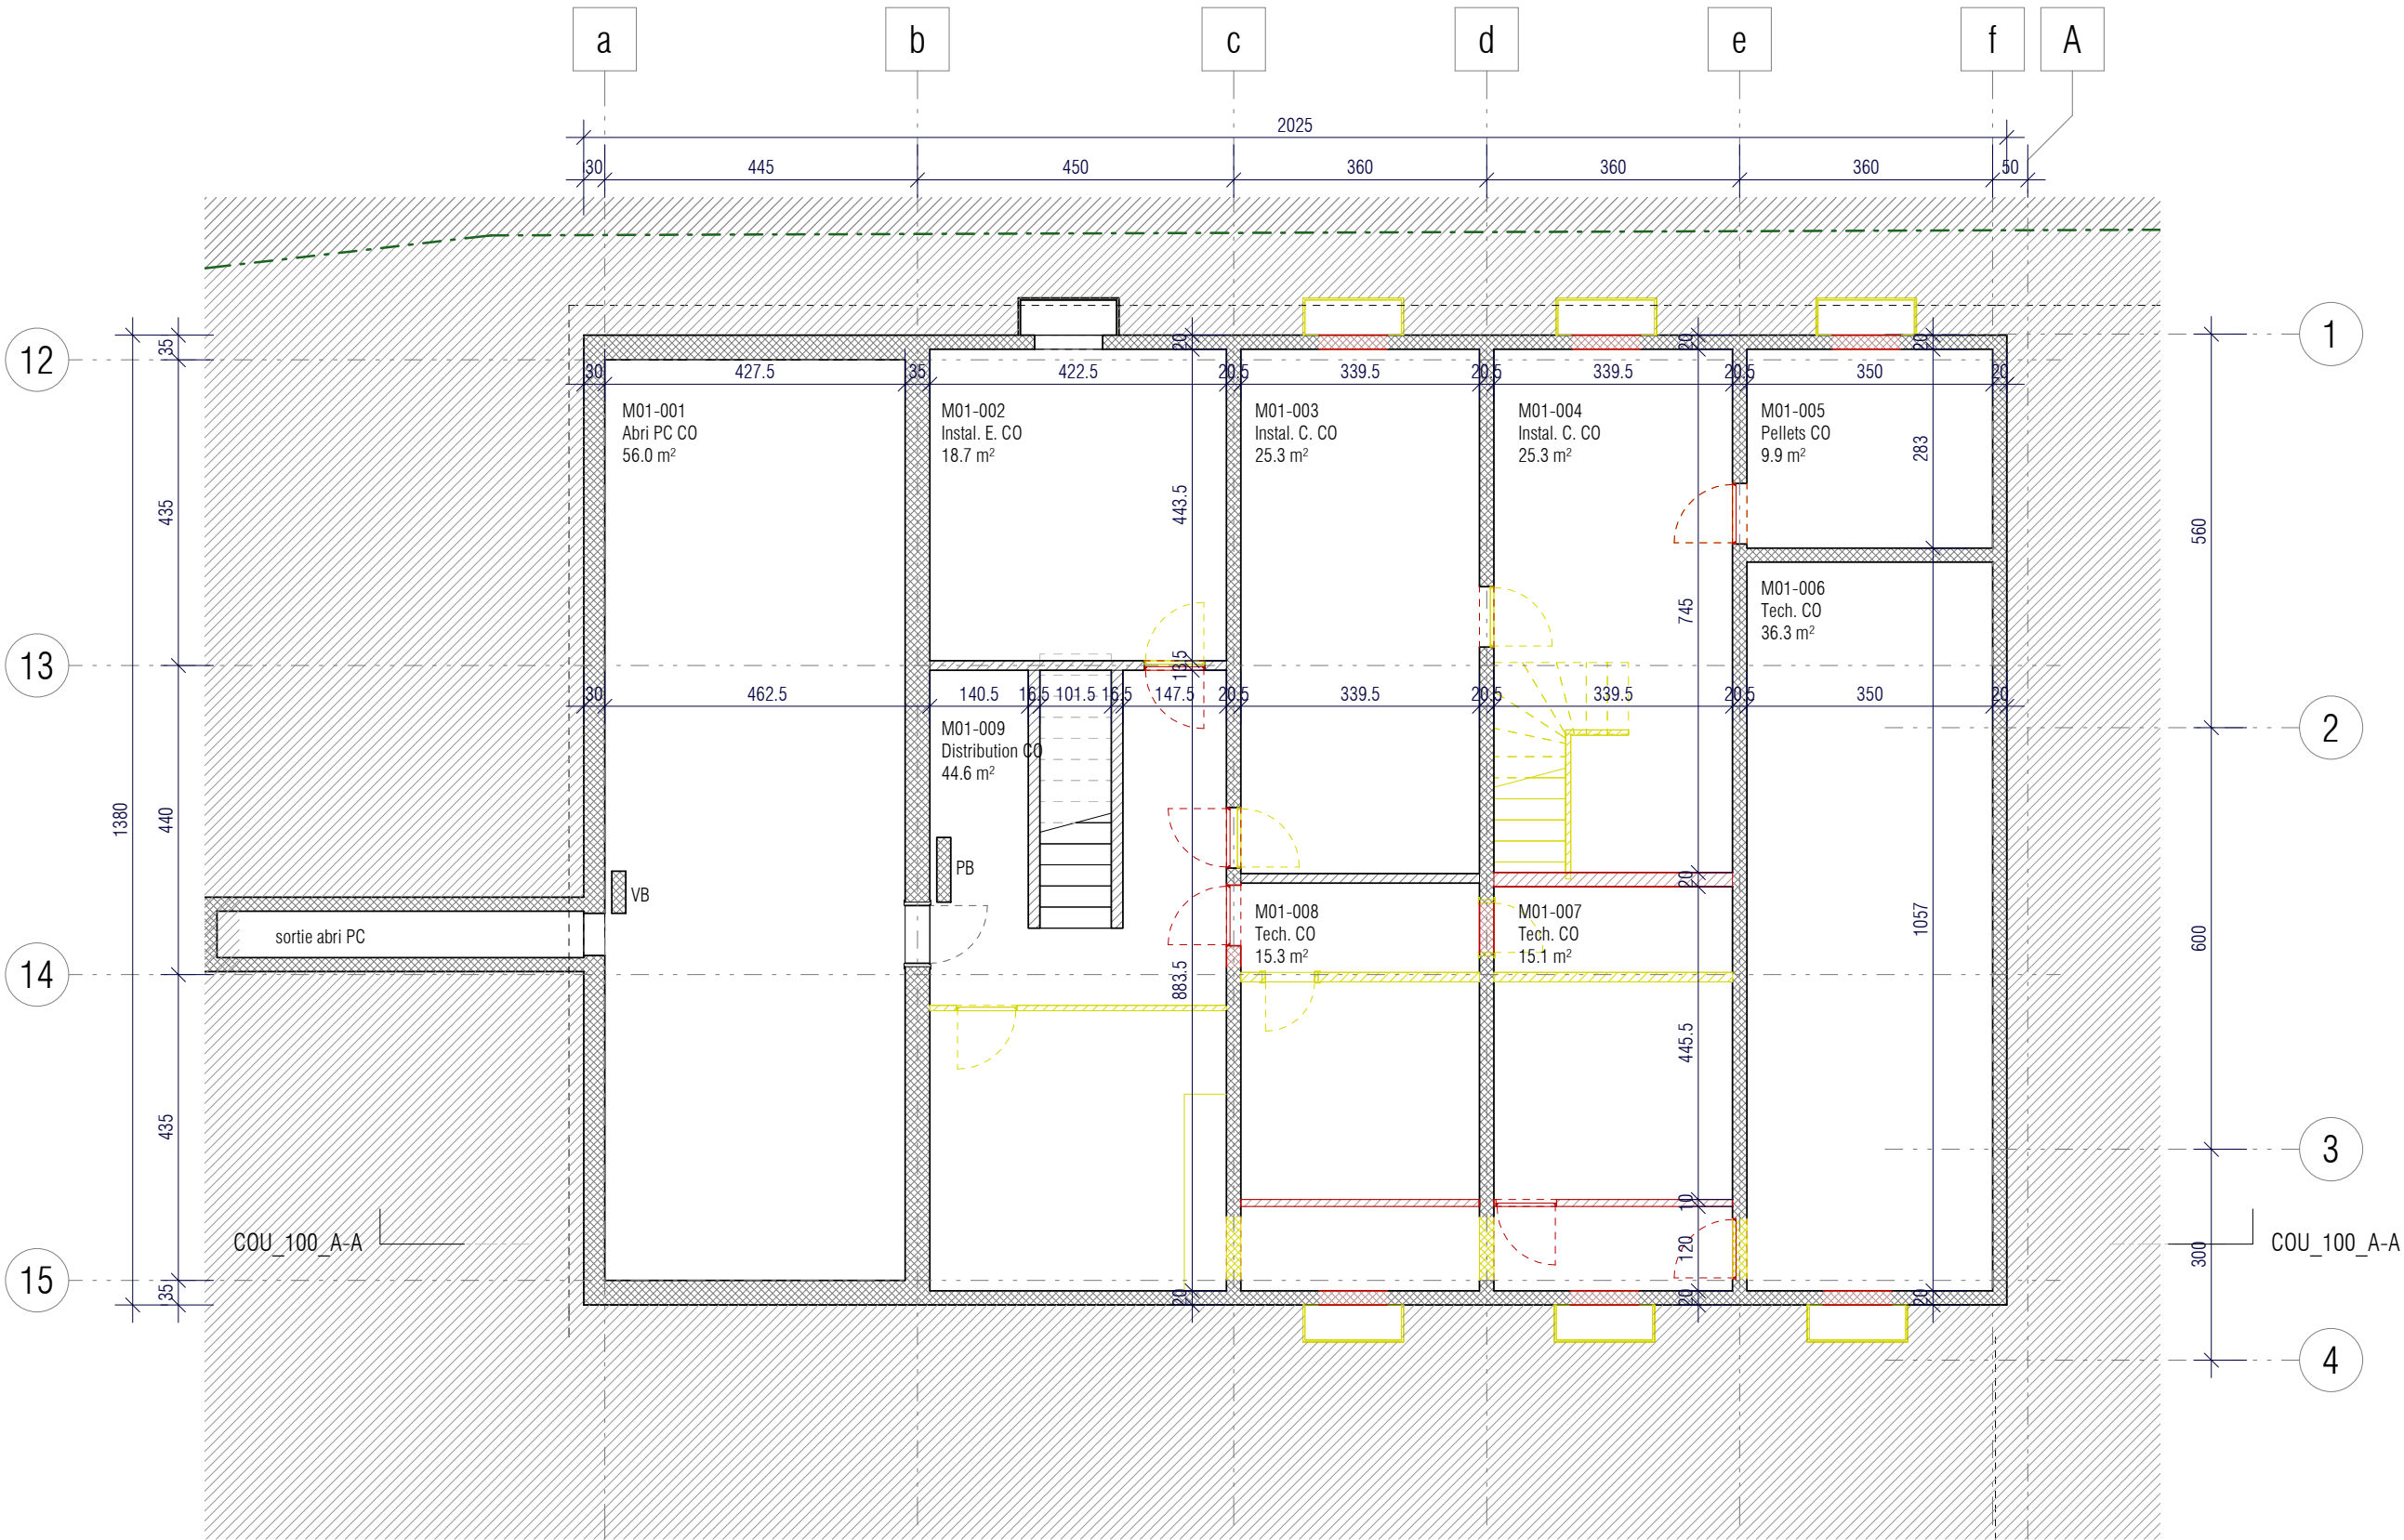 a b c d e f A
2025
30 445 450 360 360 360 50
12
13
14
15
1
2
3
4
1380
35
435
440
435
35
560
600
300
30 427.5 35 422.5 20.5 339.5 20.5 339.5 20.5 350 20
M01-001
Abri PC CO
56.0 m²
M01-002
Instal. E. CO
18.7 m²
M01-003
Instal. C. CO
25.3 m²
M01-004
Instal. C. CO
25.3 m²
M01-005
Pellets CO
9.9 m²
20
443.5
13.5
883.5
20
20
745
20
445.5
10
120
20
20
283
1057
20
M01-006
Tech. CO
36.3 m²
30 462.5 140.5 16.5 101.5 16.5 147.5 20.5 339.5 20.5 339.5 20.5 350 20
M01-009
Distribution CO
44.6 m²
PB
VB
sortie abri PC
M01-008
Tech. CO
15.3 m²
M01-007
Tech. CO
15.1 m²
COU_100_A-A
COU_100_A-A